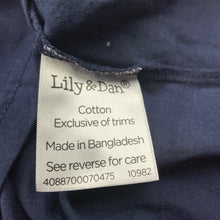 Lily & Dan®
Cotton
Exclusive of trims
Made in Bangladesh
See reverse for care
4088700070475 10982